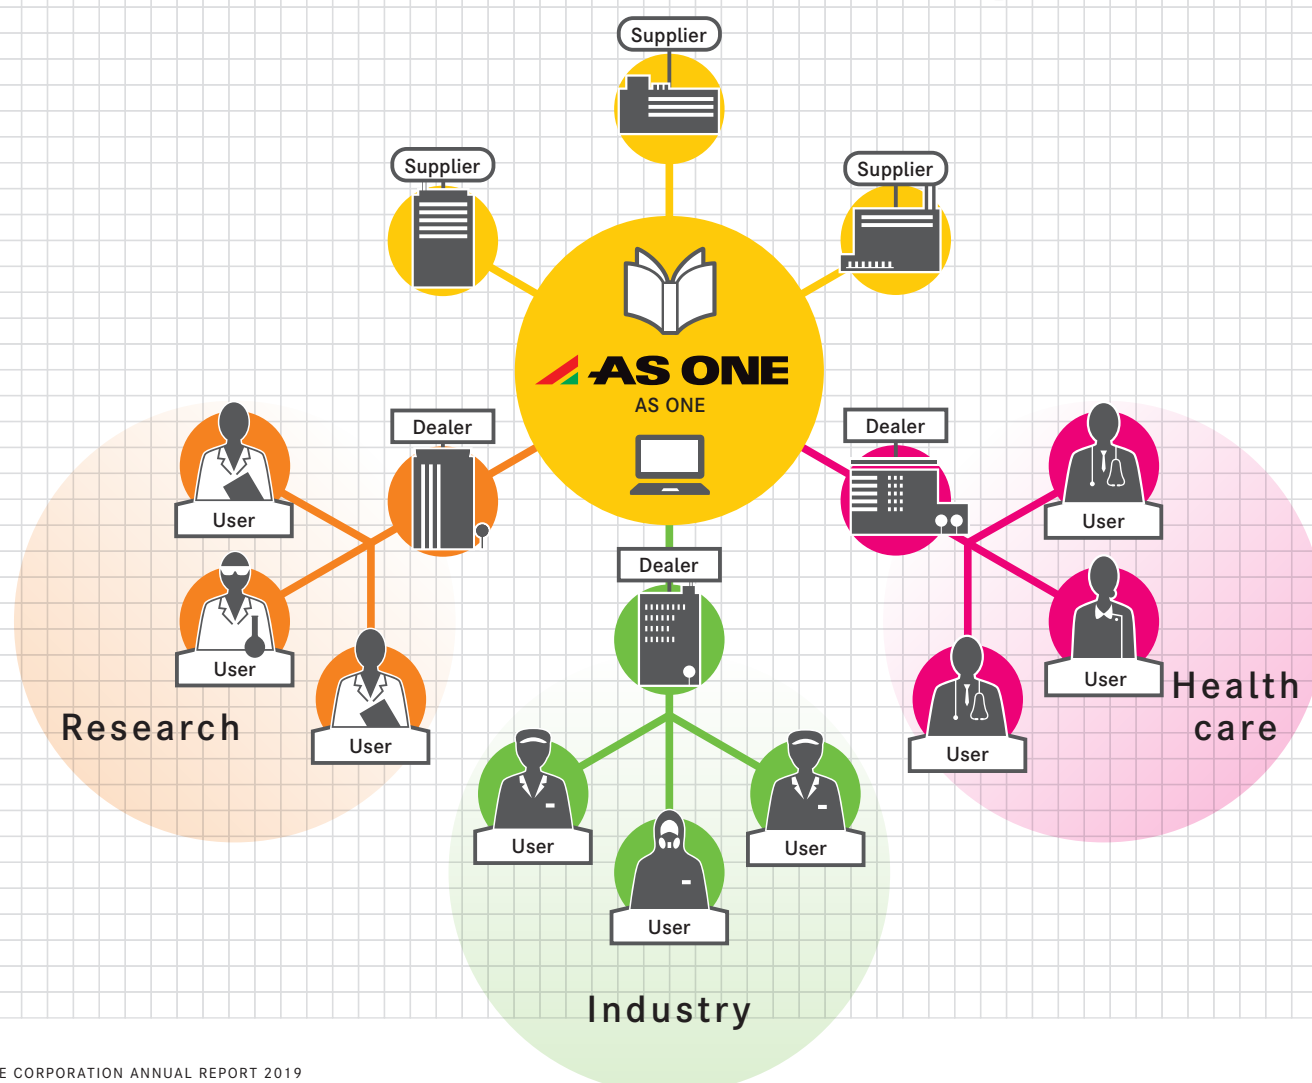 Supplier
Supplier
Supplier
AS ONE
AS ONE
Dealer
Dealer
User
User
User
Research
Dealer
User
User
User
Health
care
User
User
User
Industry
E CORPORATION ANNUAL REPORT 2019